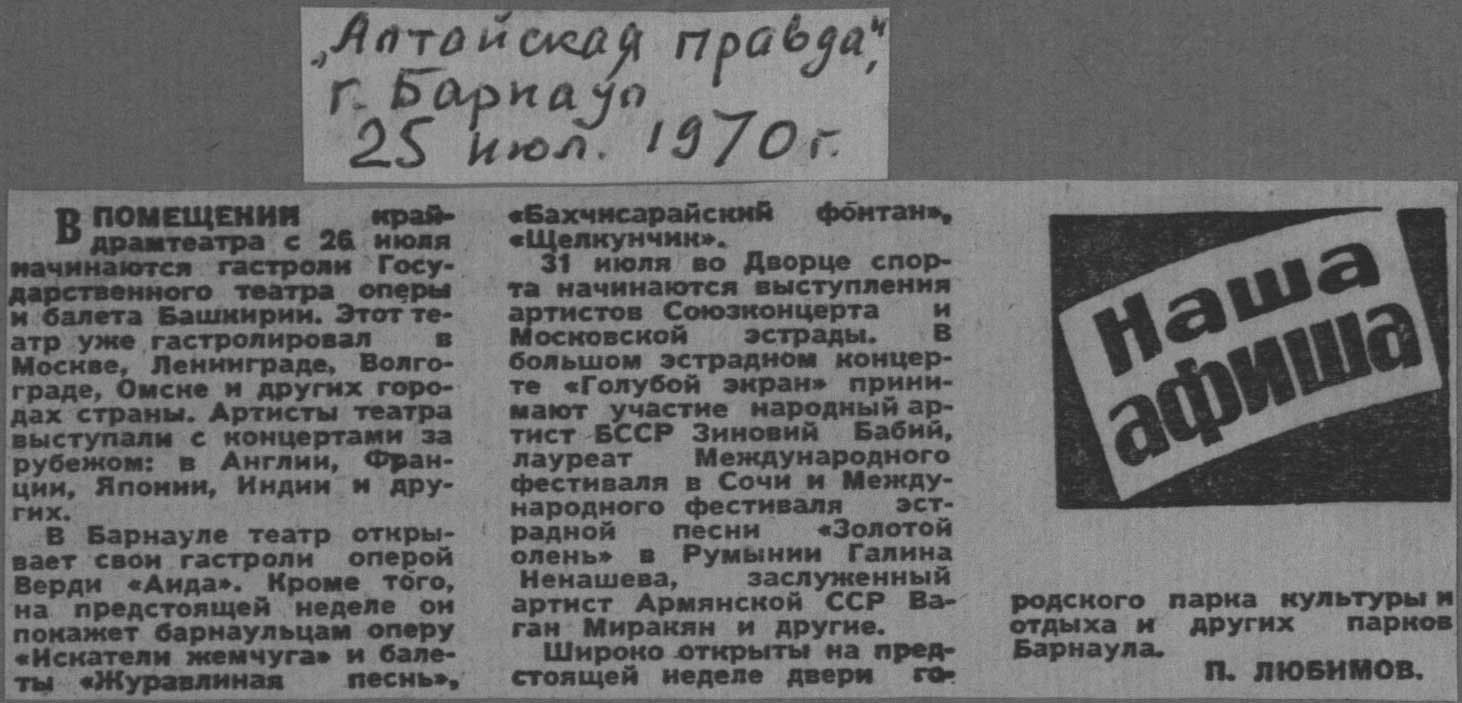 „Алтайская правда",
г. Барнаул
25 июл. 1970 г.
В ПОМЕЩЕНИИ край-
драмтеатра с 26 июля
начинаются гастроли Госу-
дарственного театра оперы
и балета Башкирии. Этот те-
атр уже гастролировал в
Москве, Ленинграде, Волго-
граде, Омске и других горо-
дах страны. Артисты театра
выступали с концертами за
рубежом: в Англии, Фран-
ции, Японии, Индии и дру-
гих.
В Барнауле театр откры-
вает свои гастроли оперой
Верди «Аида». Кроме того,
на предстоящей неделе он
покажет барнаульцам оперу
«Искатели жемчуга» и бале-
ты «Журавлиная песнь»,
«Бахчисарайский фонтан»,
«Щелкунчик».
31 июля во Дворце спор-
та начинаются выступления
артистов Союзконцерта и
Московской эстрады. В
большом эстрадном концер-
те «Голубой экран» прини-
мают участие народный ар-
тист БССР Зиновий Бабий,
лауреат Международного
фестиваля в Сочи и Между-
народного фестиваля эст-
радной песни «Золотой
олень» в Румынии Галина
Ненашева, заслуженный
артист Армянской ССР Ва-
ган Миракян и другие.
Широко открыты на пред-
стоящей неделе двери го-
Наша
афиша
родского парка культуры и
отдыха и других парков
Барнаула.
П. ЛЮБИМОВ.